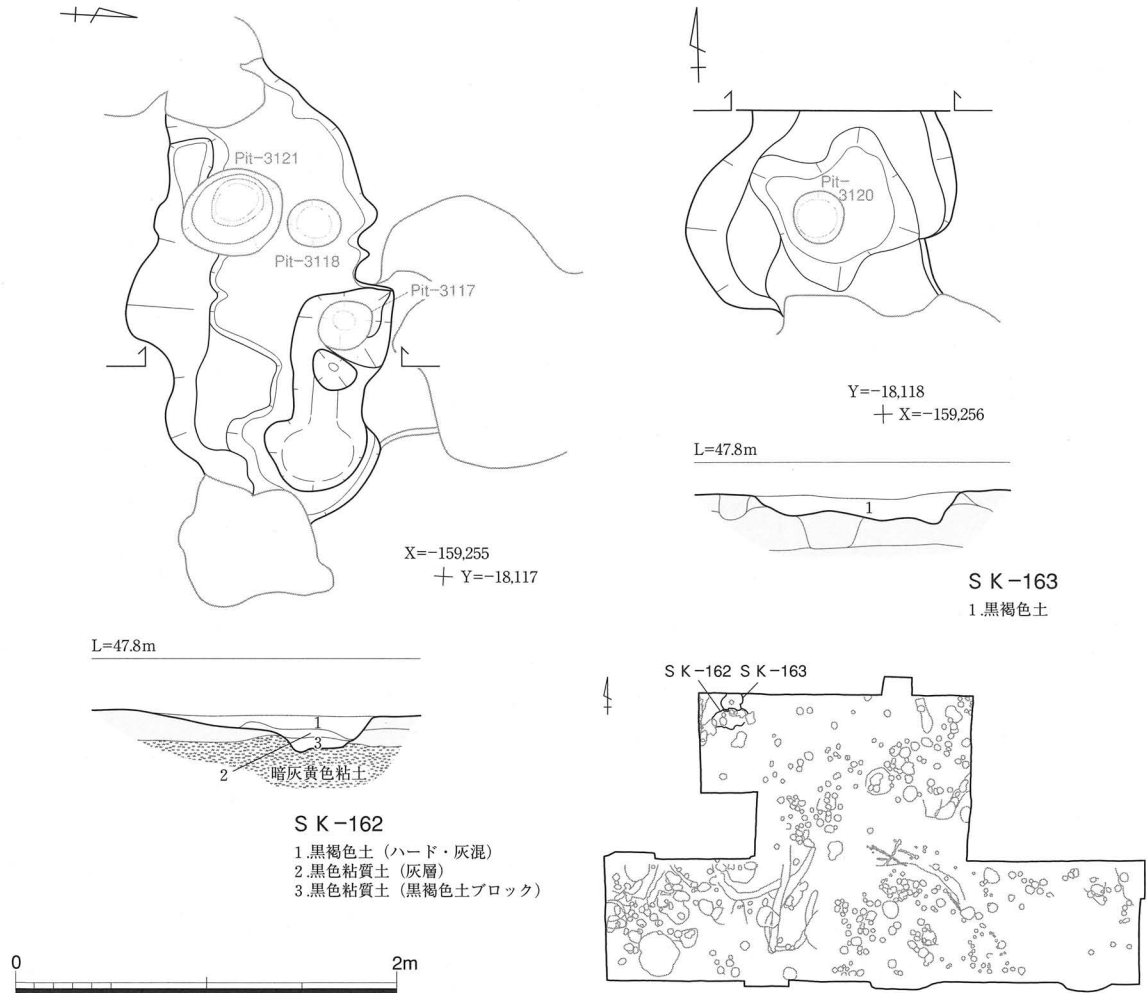 Pit-3121
Pit-3118
Pit-3117
X=-159,255
Y=-18,117
L=47.8m
1
3
2
暗灰黄色粘土
S K-162
1.黒褐色土（ハード・灰混）
2.黒色粘質土（灰層）
3.黒色粘質土（黒褐色土ブロック）
0
2m
Pit-
3120
Y=-18,118
X=-159,256
L=47.8m
1
S K-163
1.黒褐色土
S K-162 S K-163